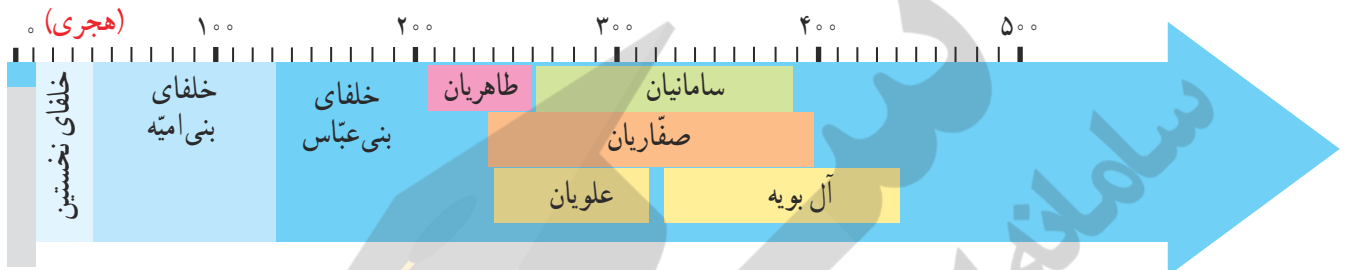 ۰ (هجری) ۱۰۰ ۲۰۰ ۳۰۰ ۴۰۰ ۵۰۰
خلفای نخستین
خلفای
بنی‌امیّه
خلفای
بنی‌عبّاس
طاهریان
سامانیان
صفّاریان
علویان
آل بویه